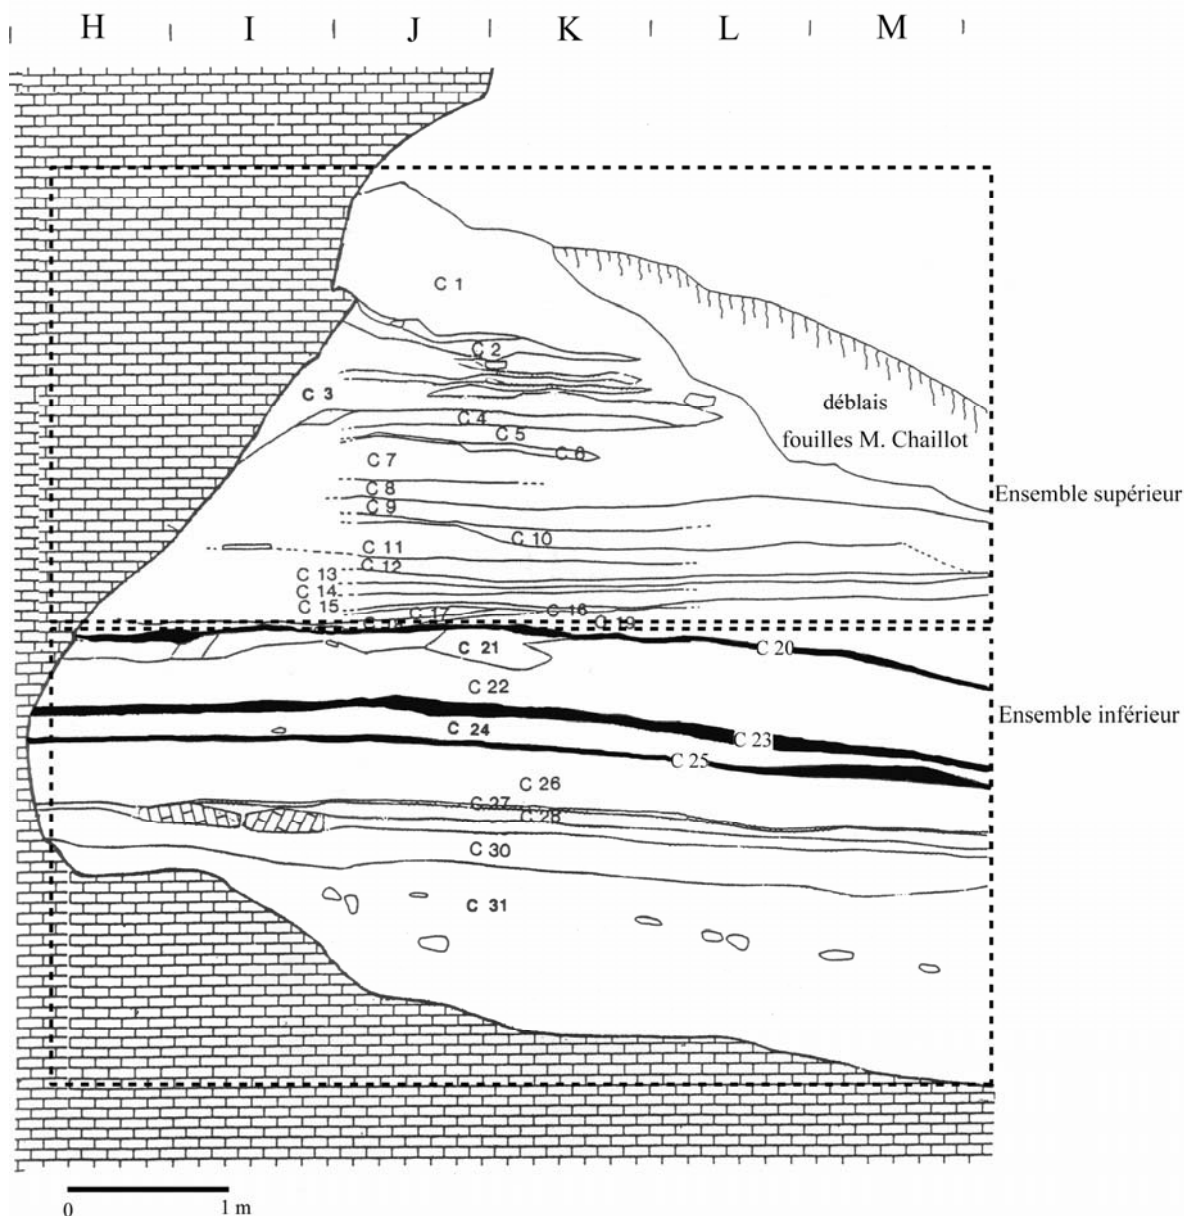 H I J K L M
C 1
C 2
C 3
C 4
C 5
C 6
C 7
C 8
C 9
C 10
C 11
C 12
C 13
C 14
C 15
C 16
C 17
C 19
déblais
fouilles M. Chaillot
Ensemble supérieur
C 20
C 21
C 22
Ensemble inférieur
C 23
C 24
C 25
C 26
C 27
C 28
C 30
C 31
0 1 m